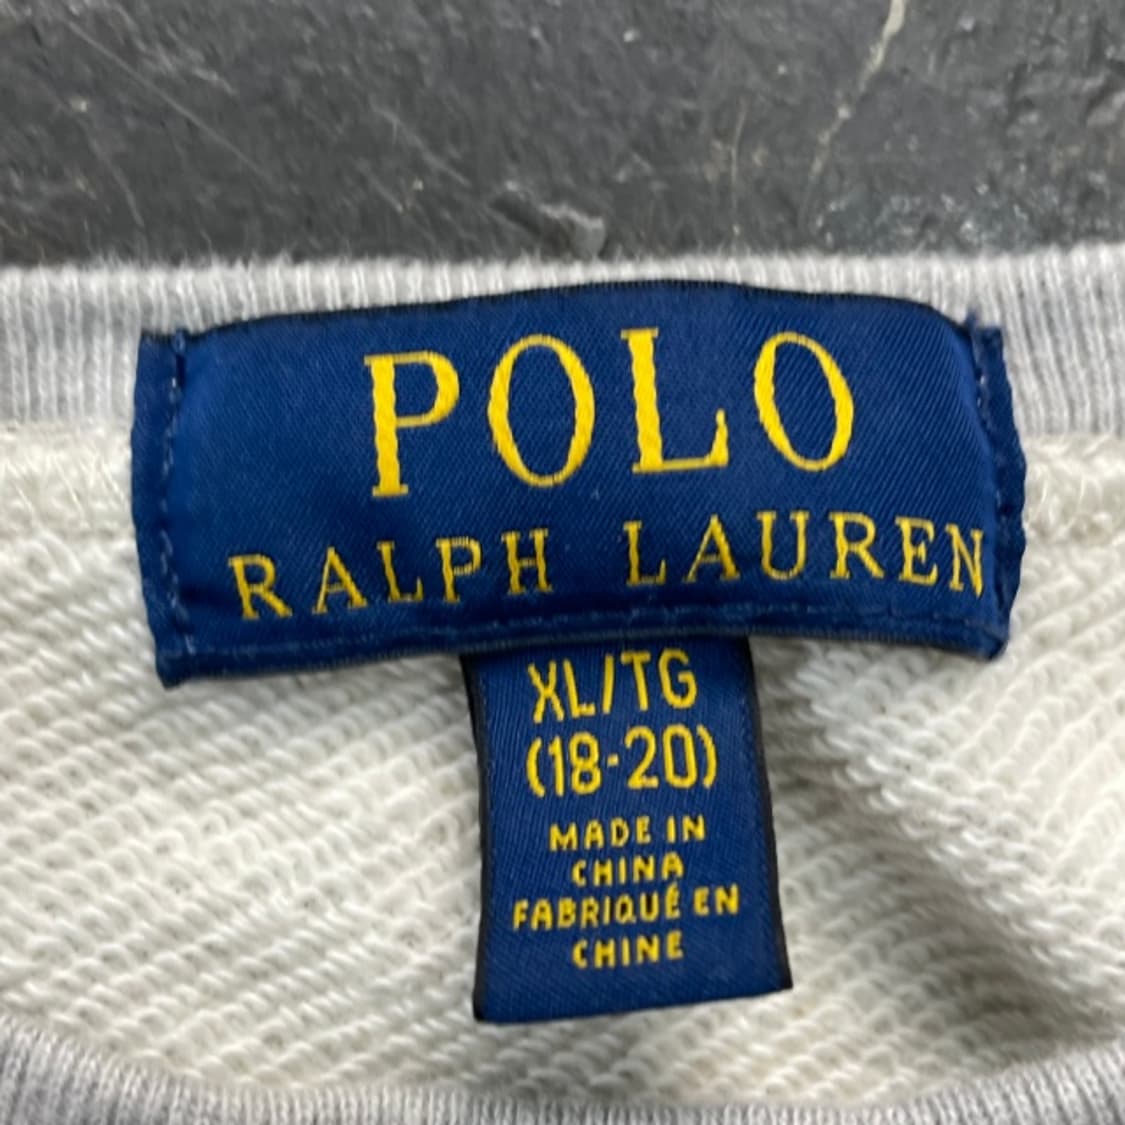 POLO
RALPH LAUREN
XL/TG
(18-20)
MADE IN
CHINA
FABRIQUÉ EN
CHINE